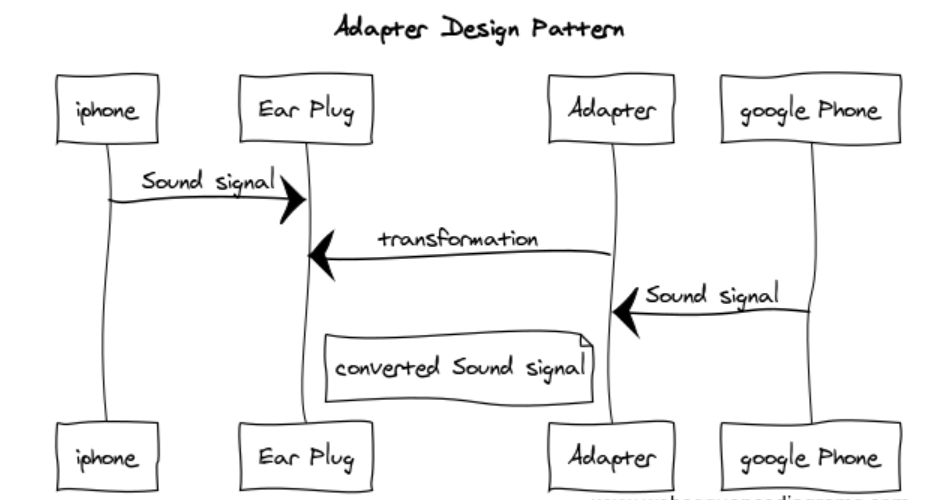 Adapter Design Pattern
iphone
Ear Plug
Adapter
google Phone
Sound signal
transformation
Sound signal
converted Sound signal
iphone
Ear Plug
Adapter
google Phone